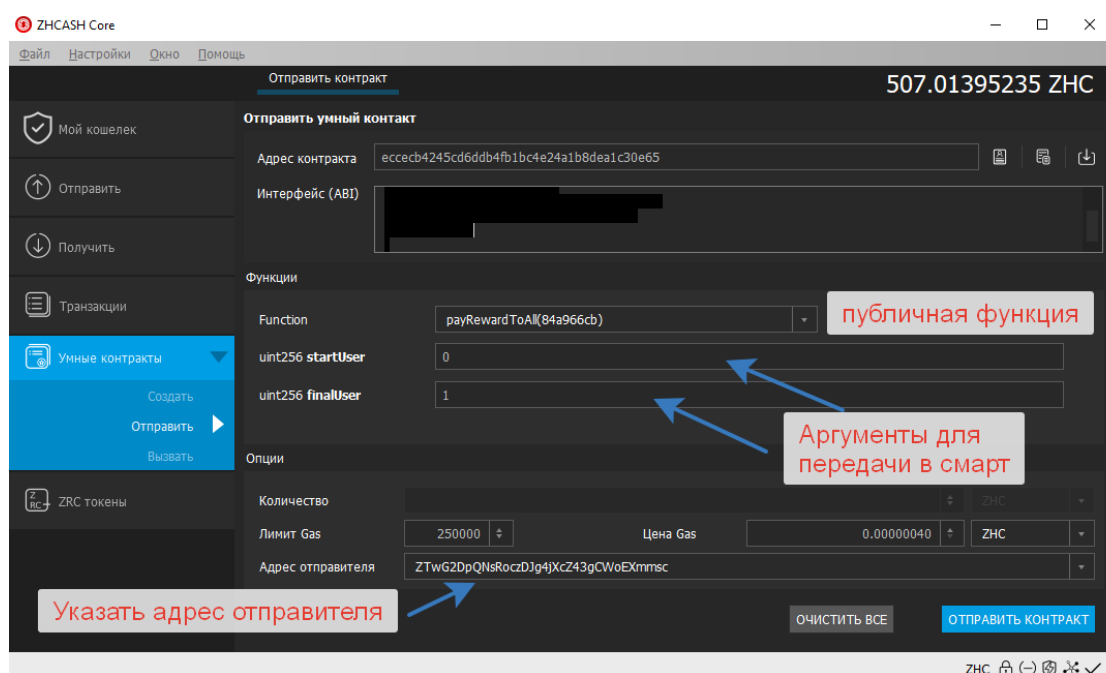 ZHCASH Core
Файл Настройки Окно Помощь
Отправить контракт
507.01395235 ZHC
Мой кошелек
Отправить
Получить
Транзакции
Умные контракты
Создать
Отправить
Вызвать
ZRC токены
Отправить умный контакт
Адрес контракта eccecb4245cd6ddb4fb1bc4e24a1b8dea1c30e65
Интерфейс (ABI)
Функции
Function payRewardToAll(84a966cb)
публичная функция
uint256 startUser 0
uint256 finalUser 1
Аргументы для
передачи в смарт
Опции
Количество ZHC
Лимит Gas 250000 Цена Gas 0.00000040 ZHC
Адрес отправителя ZTwG2DpQNsRoczDJg4jXcZ43gCWoEXmmsc
Указать адрес отправителя
ОЧИСТИТЬ ВСЕ ОТПРАВИТЬ КОНТРАКТ
ZHC